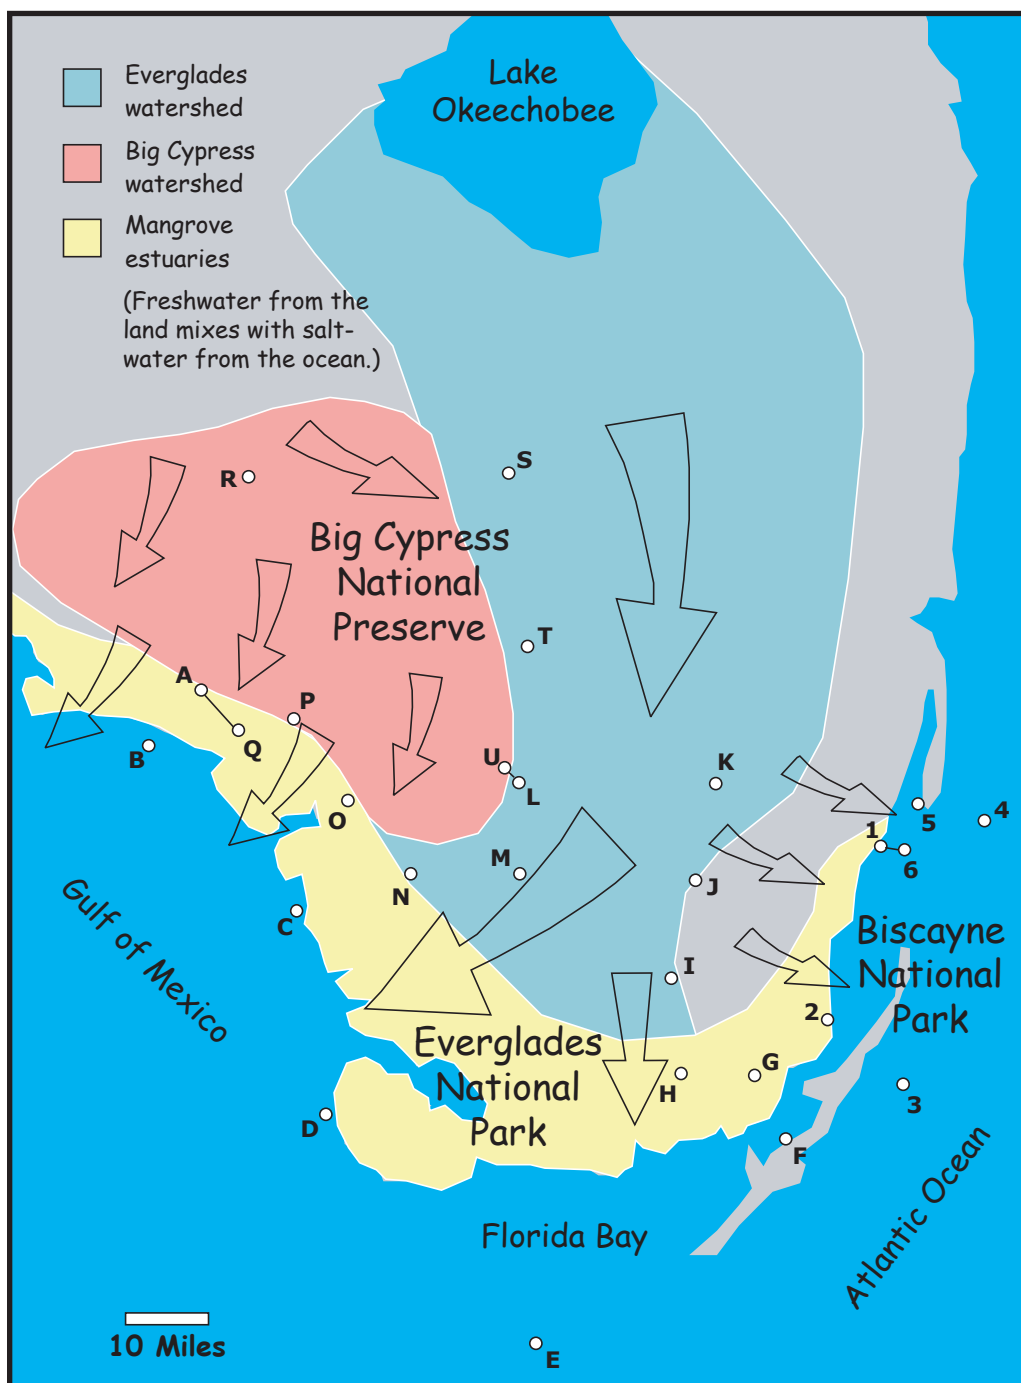 Lake
Okeechobee
Everglades
watershed
Big Cypress
watershed
Mangrove
estuaries
(Freshwater from the
land mixes with salt-
water from the ocean.)
R
S
Big Cypress
National
Preserve
T
A
P
B
Q
U
L
K
O
5
4
1
6
M
N
J
C
Gulf of Mexico
Biscayne
National
Park
I
2
Everglades
National
Park
H
G
3
D
F
Florida Bay
Atlantic Ocean
10 Miles
E